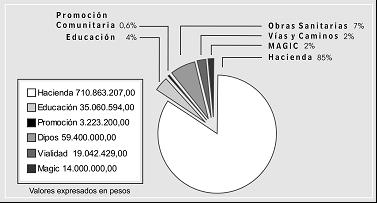 Promoción
Comunitaria 0,6%
Educación 4%
Obras Sanitarias 7%
Vías y Caminos 2%
MAGIC 2%
Hacienda 85%
Hacienda 710.863.207,00
Educación 35.060.594,00
Promoción 3.223.200,00
Dipos 59.400.000,00
Vialidad 19.042.429,00
Magic 14.000.000,00
Valores expresados en pesos